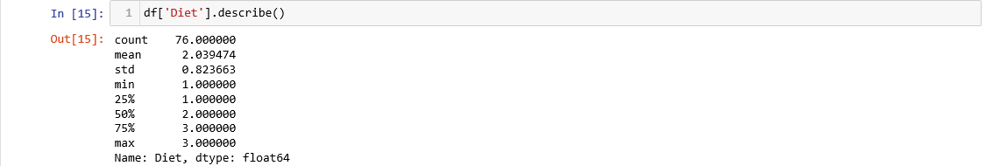 In [15]: 1 df['Diet'].describe()
Out[15]: count 76.000000
mean 2.039474
std 0.823663
min 1.000000
25% 1.000000
50% 2.000000
75% 3.000000
max 3.000000
Name: Diet, dtype: float64